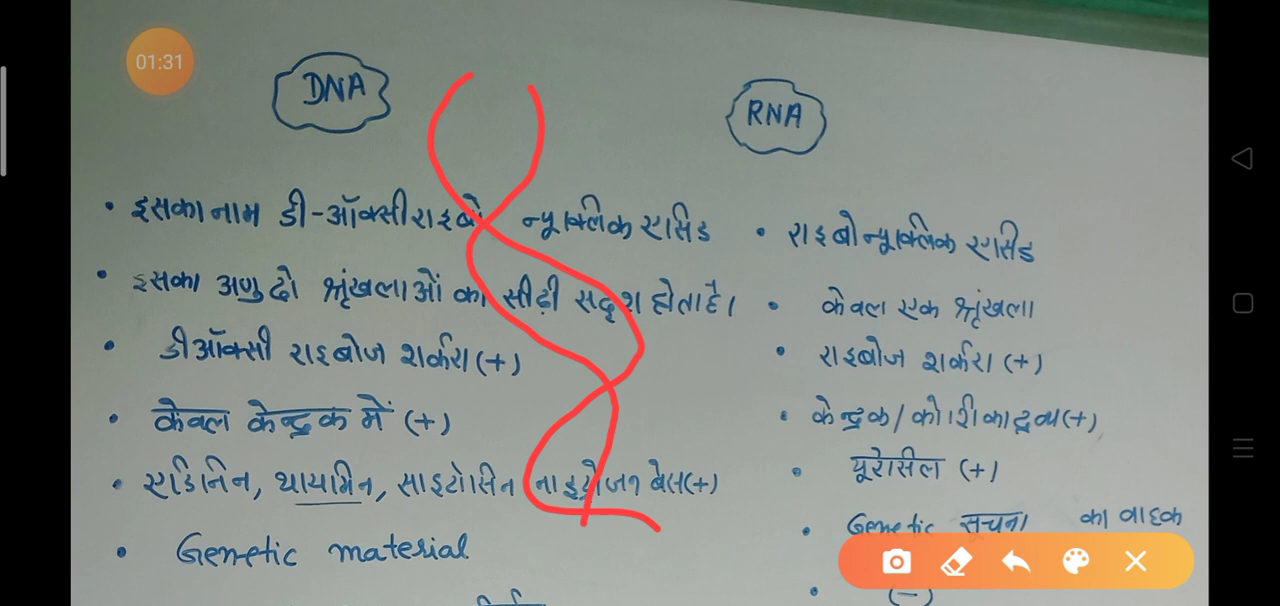 01:31
DNA
RNA
• इसका नाम डी-ऑक्सीराइबो न्यूक्लिक एसिड
• राइबोन्यूक्लिक एसिड
• इसका अणु दो श्रृंखलाओं का सीढ़ी सदृश होता है।
• केवल एक श्रृंखला
• डीऑक्सी राइबोज शर्करा (+)
• राइबोज शर्करा (+)
• केवल केन्द्रक में (+)
• केन्द्रक/कोशिकाद्रव्य (+)
• एडिनिन, थायमिन, साइटोसिन नाइट्रोजन बेस (+)
• यूरेसिल (+)
• Genetic material
• Genetic सूचना का वाहक
• (-)